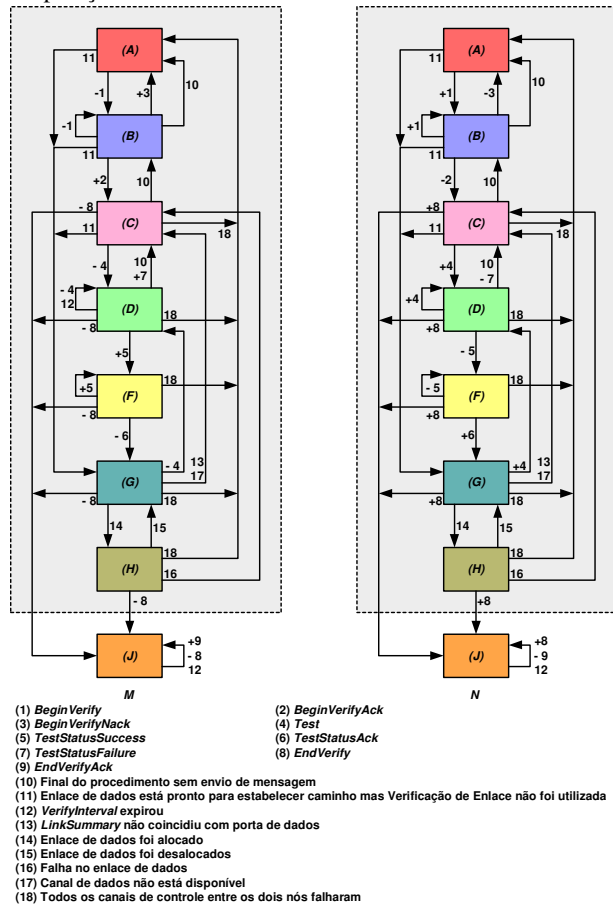 (A)
11
10
-1
+3
-1
(B)
11
+2
10
- 8
(C)
11
18
- 4
10
+7
- 4
12
(D)
18
- 8
+5
+5
(F)
18
- 8
- 6
(G)
- 4
13
17
- 8
18
14
15
(H)
18
16
- 8
(J)
+9
- 8
12
M
(A)
11
10
+1
-3
+1
(B)
11
-2
10
+8
(C)
11
18
+4
10
- 7
+4
(D)
18
+8
- 5
- 5
(F)
18
+8
+6
(G)
+4
13
17
+8
18
14
15
(H)
18
16
+8
(J)
+8
- 9
12
N
(1) BeginVerify
(2) BeginVerifyAck
(3) BeginVerifyNack
(4) Test
(5) TestStatusSuccess
(6) TestStatusAck
(7) TestStatusFailure
(8) EndVerify
(9) EndVerifyAck
(10) Final do procedimento sem envio de mensagem
(11) Enlace de dados está pronto para estabelecer caminho mas Verificação de Enlace não foi utilizada
(12) VerifyInterval expirou
(13) LinkSummary não coincidiu com porta de dados
(14) Enlace de dados foi alocado
(15) Enlace de dados foi desalocados
(16) Falha no enlace de dados
(17) Canal de dados não está disponível
(18) Todos os canais de controle entre os dois nós falharam